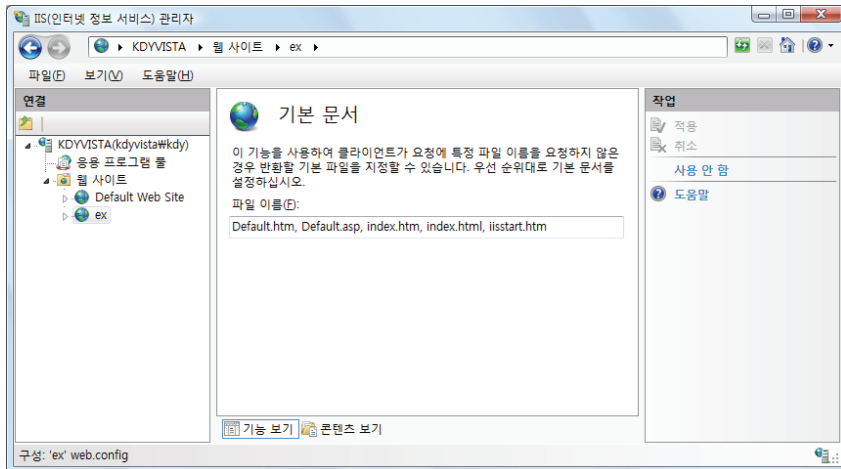 IIS(인터넷 정보 서비스) 관리자
KDYVISTA ▸ 웹 사이트 ▸ ex ▸
파일(F) 보기(V) 도움말(H)
연결
KDYVISTA(kdyvista₩kdy)
응용 프로그램 풀
웹 사이트
Default Web Site
ex
기본 문서
이 기능을 사용하여 클라이언트가 요청에 특정 파일 이름을 요청하지 않은
경우 반환할 기본 파일을 지정할 수 있습니다. 우선 순위대로 기본 문서를
설정하십시오.
파일 이름(F):
Default.htm, Default.asp, index.htm, index.html, iisstart.htm
기능 보기 콘텐츠 보기
작업
적용
취소
사용 안 함
도움말
구성: 'ex' web.config